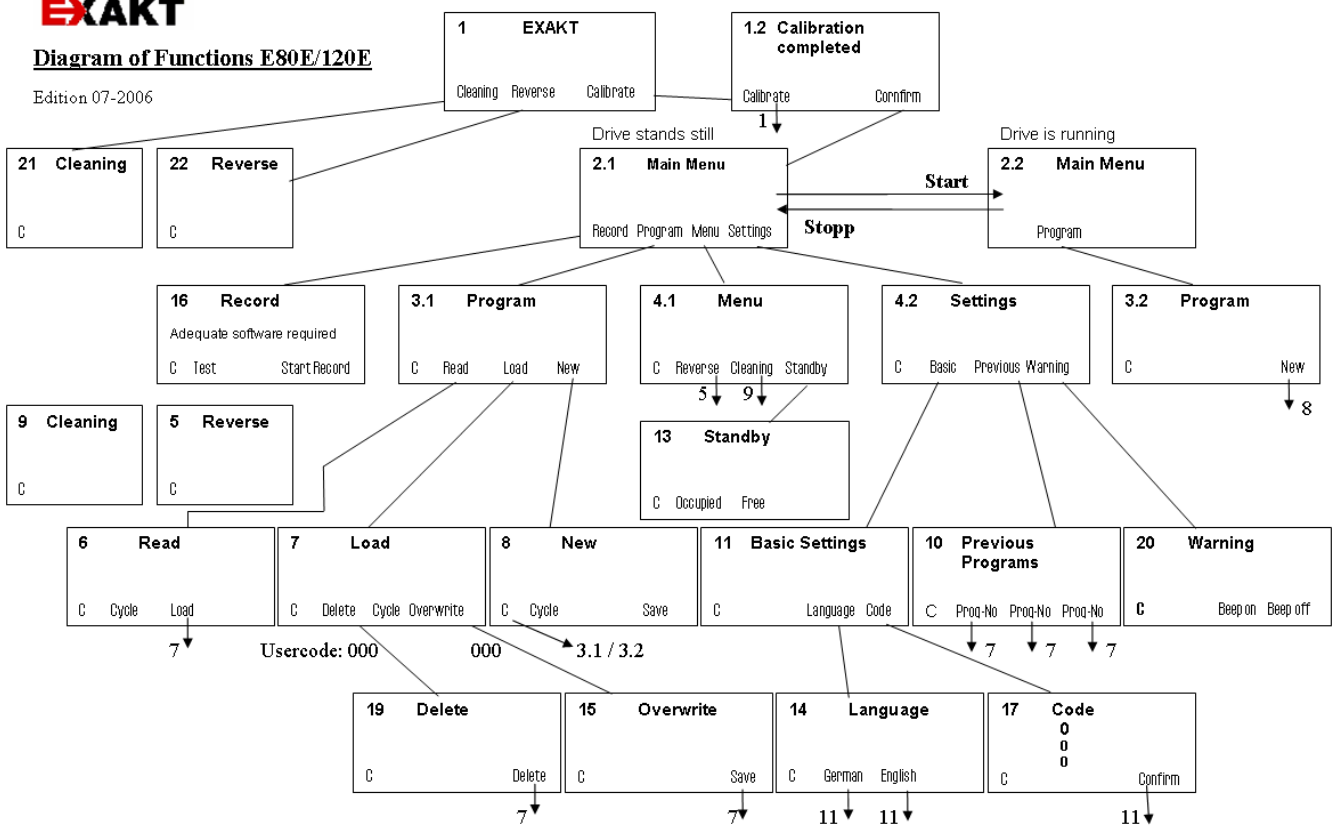 EXAKT
Diagram of Functions E80E/120E
Edition 07-2006
1 EXAKT
Cleaning Reverse Calibrate
1.2 Calibration
completed
Calibrate Cornfirm
1
Drive stands still
Drive is running
21 Cleaning
C
22 Reverse
C
2.1 Main Menu
Record Program Menu Settings
Start
Stopp
2.2 Main Menu
Program
16 Record
Adequate software required
C Test Start Record
3.1 Program
C Read Load New
4.1 Menu
C Reverse Cleaning Standby
5 9
4.2 Settings
C Basic Previous Warning
3.2 Program
C New
8
9 Cleaning
C
5 Reverse
C
13 Standby
C Occupied Free
6 Read
C Cycle Load
7
7 Load
C Delete Cycle Overwrite
Usercode: 000 000
8 New
C Cycle Save
3.1 / 3.2
11 Basic Settings
C Language Code
10 Previous
Programs
C Prog-No Prog-No Prog-No
7 7 7
20 Warning
C Beep on Beep off
19 Delete
C Delete
7
15 Overwrite
C Save
7
14 Language
C German English
11 11
17 Code
0
0
0
C Confirm
11